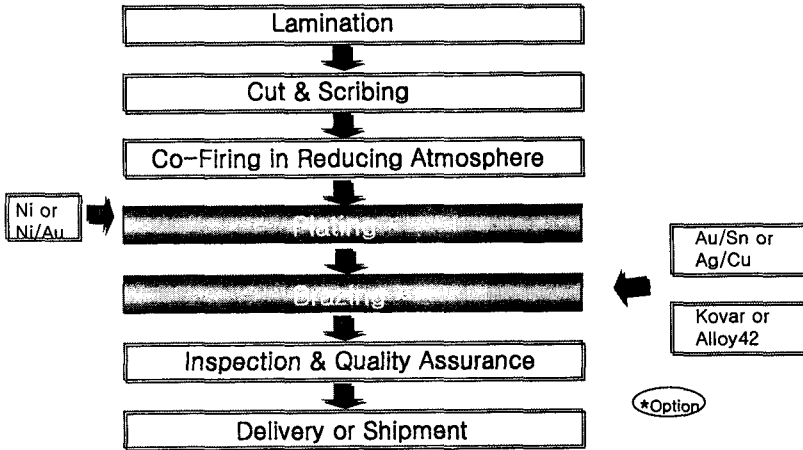 Lamination
Cut & Scribing
Co-Firing in Reducing Atmosphere
Ni or
Ni/Au
Plating
Au/Sn or
Ag/Cu
Brazing *
Kovar or
Alloy42
Inspection & Quality Assurance
*Option
Delivery or Shipment